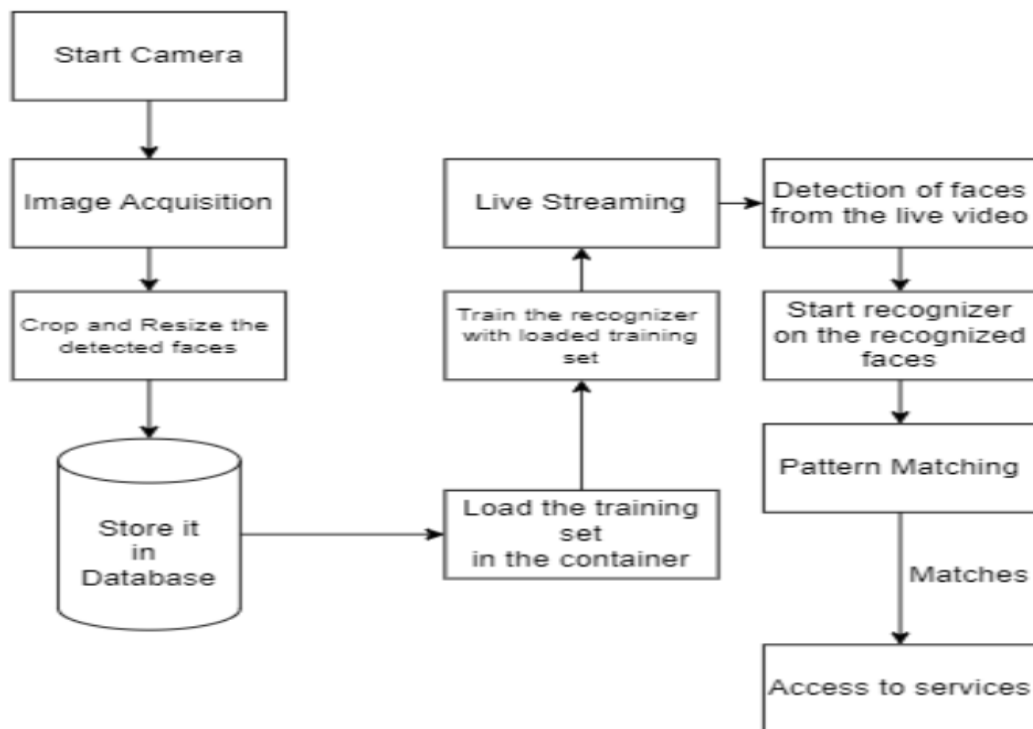 Start Camera
Image Acquisition
Crop and Resize the
detected faces
Store it
in
Database
Load the training
set
in the container
Train the recognizer
with loaded training
set
Live Streaming
Detection of faces
from the live video
Start recognizer
on the recognized
faces
Pattern Matching
Matches
Access to services